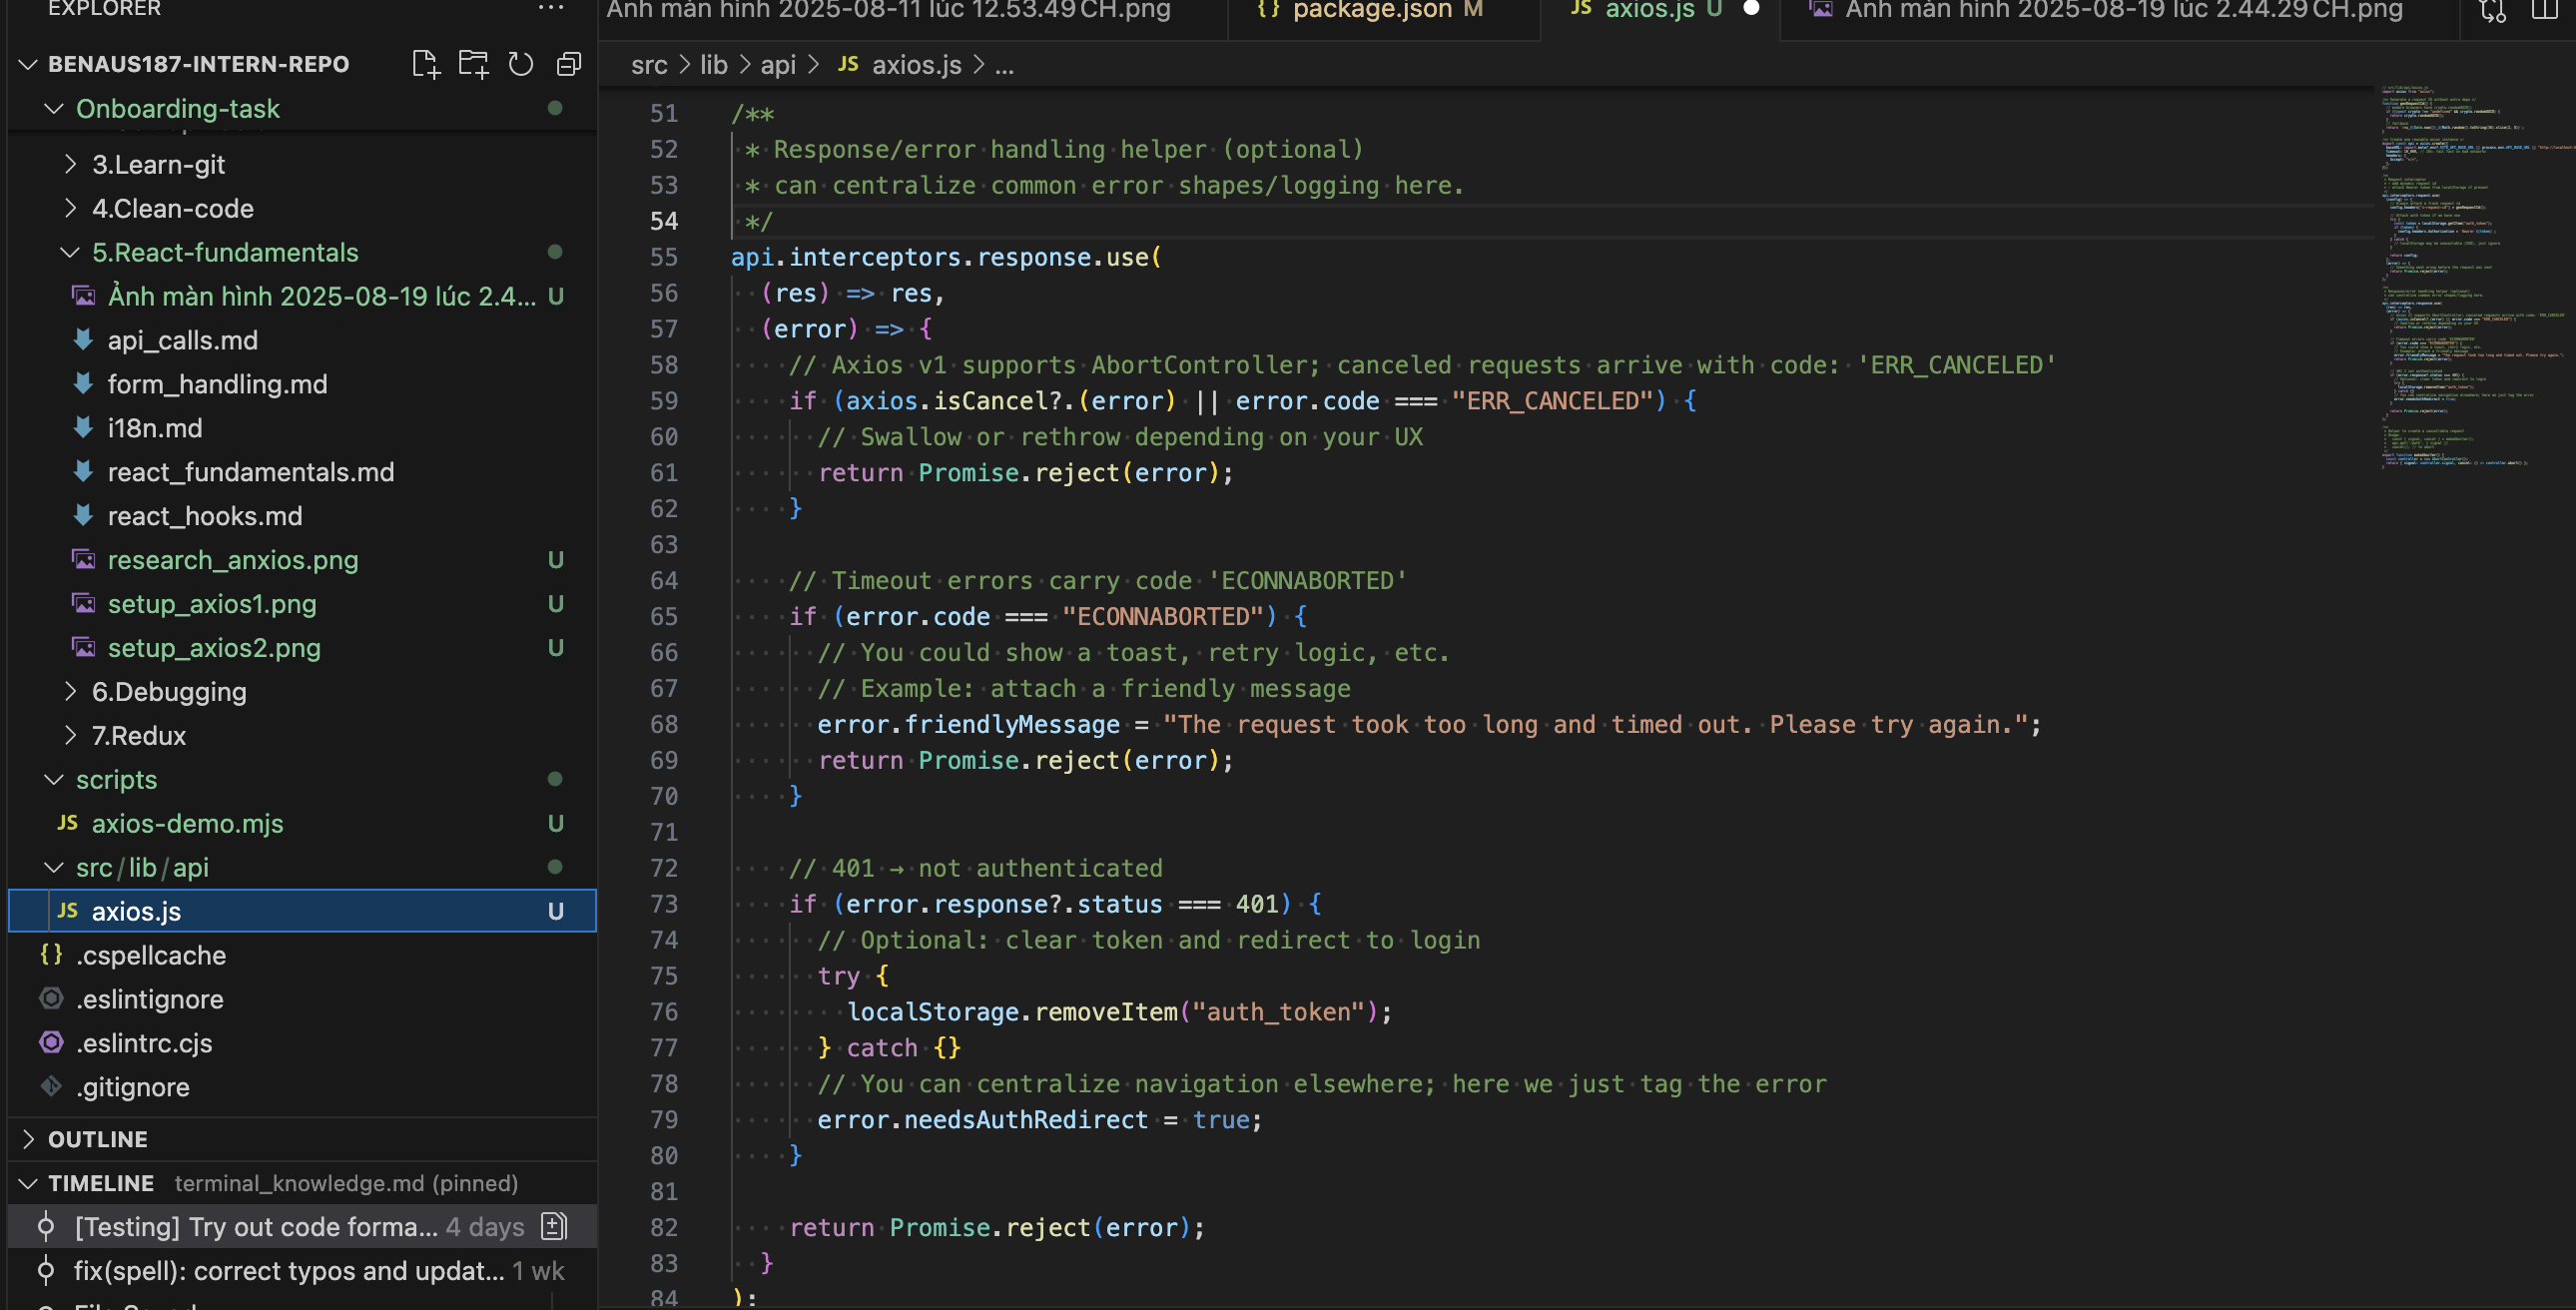 EXPLORER
...
BENAUS187-INTERN-REPO
Onboarding-task
3.Learn-git
4.Clean-code
5.React-fundamentals
Ảnh màn hình 2025-08-19 lúc 2.4... U
api_calls.md
form_handling.md
i18n.md
react_fundamentals.md
react_hooks.md
research_anxios.png U
setup_axios1.png U
setup_axios2.png U
6.Debugging
7.Redux
scripts
JS axios-demo.mjs U
src/lib/api
JS axios.js U
{} .cspellcache
.eslintignore
.eslintrc.cjs
.gitignore
OUTLINE
TIMELINE terminal_knowledge.md (pinned)
[Testing] Try out code forma... 4 days
fix(spell): correct typos and updat... 1 wk
File Saved
Ảnh màn hình 2025-08-11 lúc 12.53.49 CH.png
{} package.json M
JS axios.js U
Ảnh màn hình 2025-08-19 lúc 2.44.29 CH.png
src > lib > api > JS axios.js > ...
51 /**
52 * Response/error handling helper (optional)
53 * can centralize common error shapes/logging here.
54 */
55 api.interceptors.response.use(
56 (res) => res,
57 (error) => {
58 // Axios v1 supports AbortController; canceled requests arrive with code: 'ERR_CANCELED'
59 if (axios.isCancel?.(error) || error.code === "ERR_CANCELED") {
60 // Swallow or rethrow depending on your UX
61 return Promise.reject(error);
62 }
63
64 // Timeout errors carry code 'ECONNABORTED'
65 if (error.code === "ECONNABORTED") {
66 // You could show a toast, retry logic, etc.
67 // Example: attach a friendly message
68 error.friendlyMessage = "The request took too long and timed out. Please try again.";
69 return Promise.reject(error);
70 }
71
72 // 401 → not authenticated
73 if (error.response?.status === 401) {
74 // Optional: clear token and redirect to login
75 try {
76 localStorage.removeItem("auth_token");
77 } catch {}
78 // You can centralize navigation elsewhere; here we just tag the error
79 error.needsAuthRedirect = true;
80 }
81
82 return Promise.reject(error);
83 }
84 );